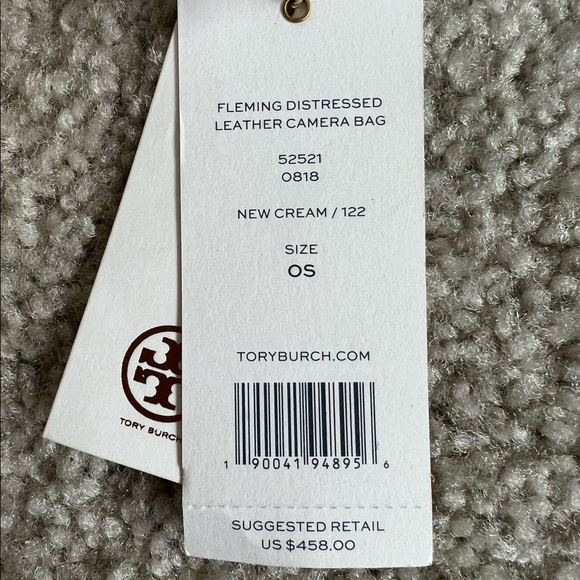 FLEMING DISTRESSED
LEATHER CAMERA BAG
52521
0818
NEW CREAM / 122
SIZE
OS
TORYBURCH.COM
1 90041 94895 6
SUGGESTED RETAIL
US $458.00
TORY BURCH